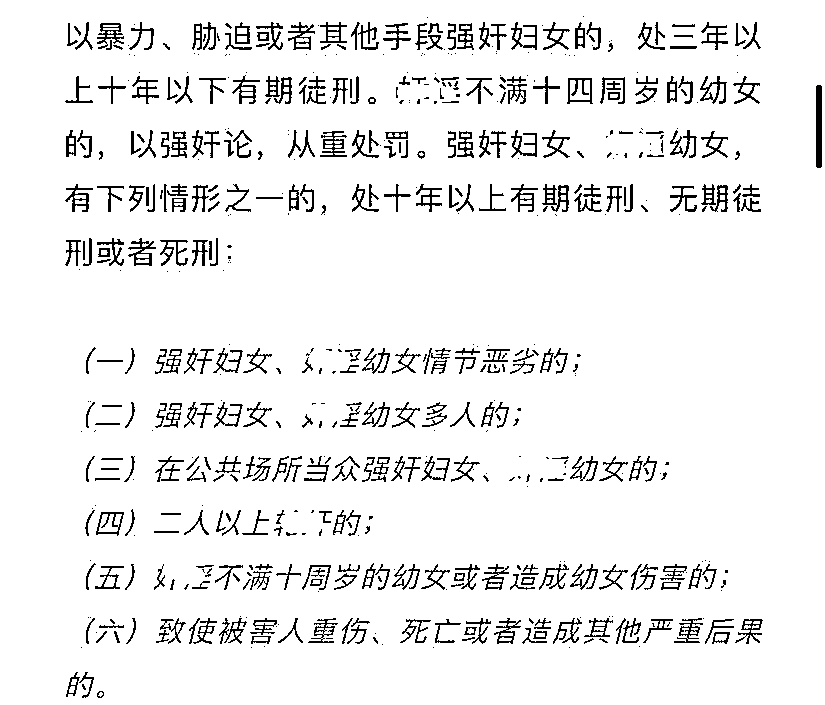 以暴力、胁迫或者其他手段强奸妇女的，处三年以
上十年以下有期徒刑。不满十四周岁的幼女
的，以强奸论，从重处罚。强奸妇女、幼女，
有下列情形之一的，处十年以上有期徒刑、无期徒
刑或者死刑：
（一）强奸妇女、幼女情节恶劣的；
（二）强奸妇女、幼女多人的；
（三）在公共场所当众强奸妇女、幼女的；
（四）二人以上的；
（五）不满十周岁的幼女或者造成幼女伤害的；
（六）致使被害人重伤、死亡或者造成其他严重后果
的。